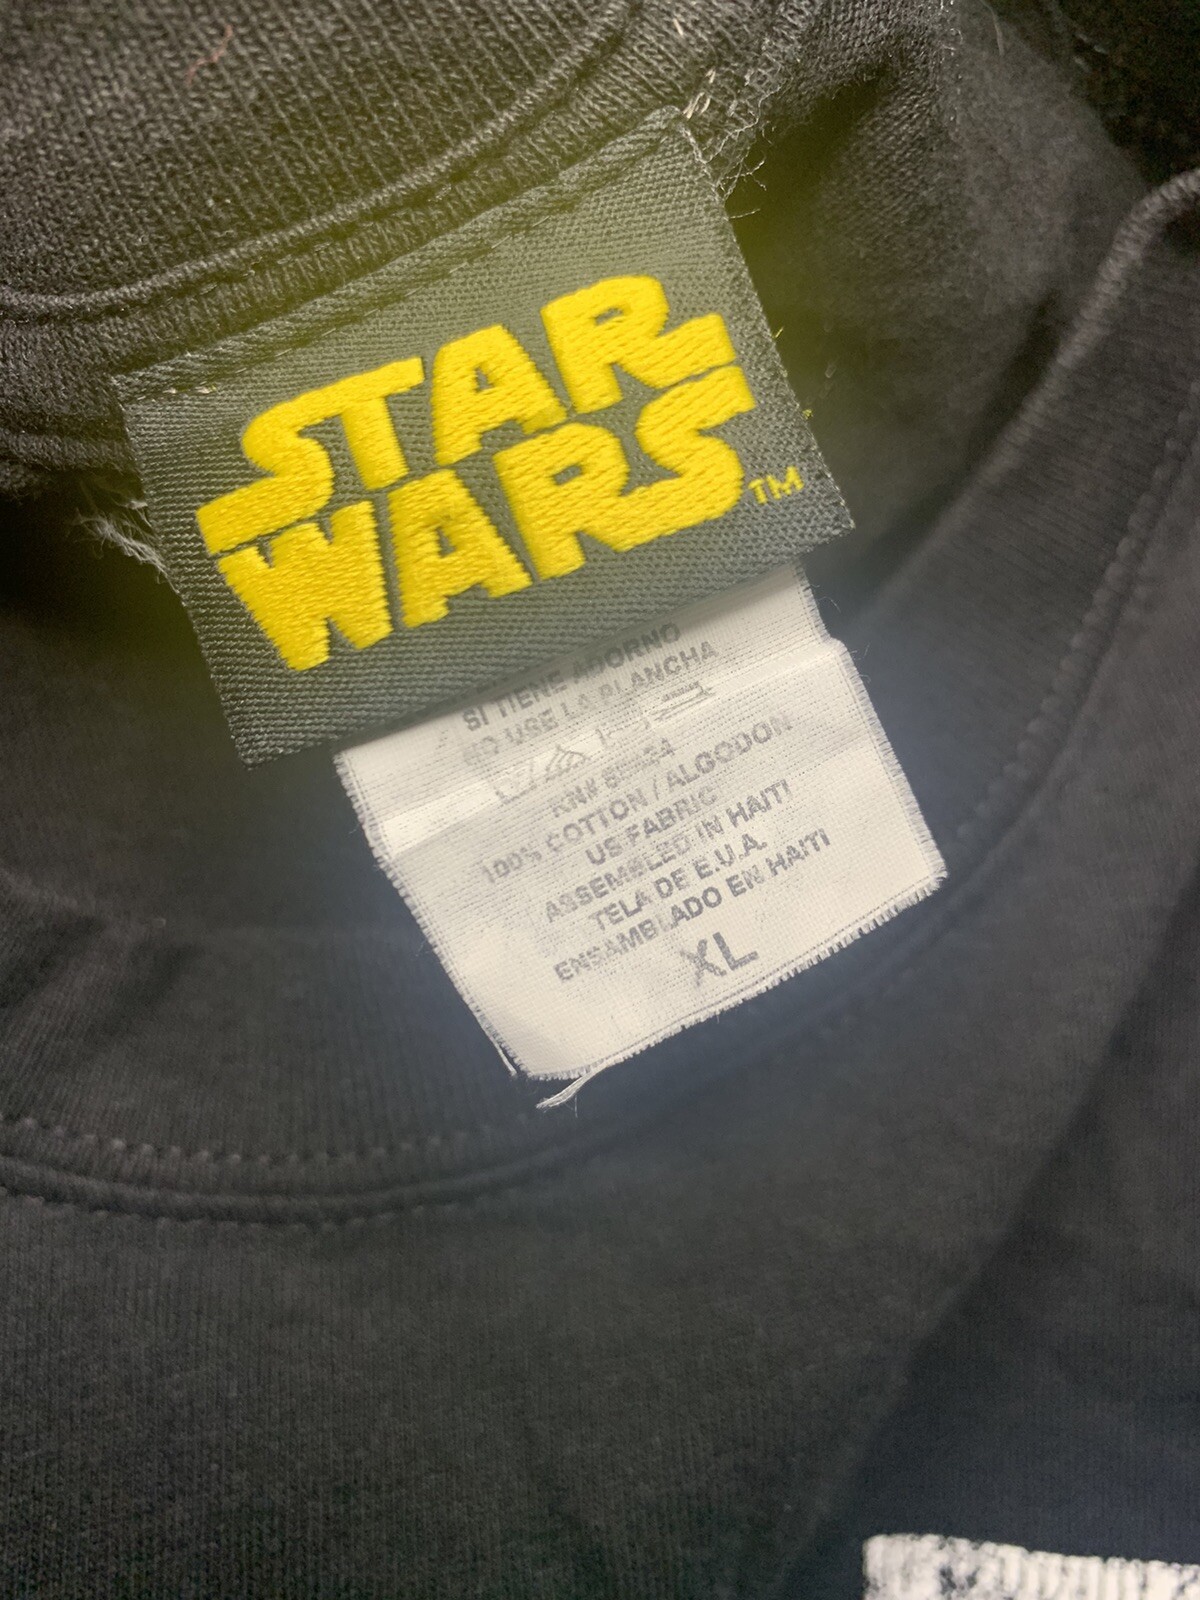 STAR
WARS
TM
SI TIENE ADORNO
NO USE LA PLANCHA
RN#
100% COTTON / ALGODON
US FABRIC
ASSEMBLED IN HAITI
TELA DE E.U.A.
ENSAMBLADO EN HAITI
XL